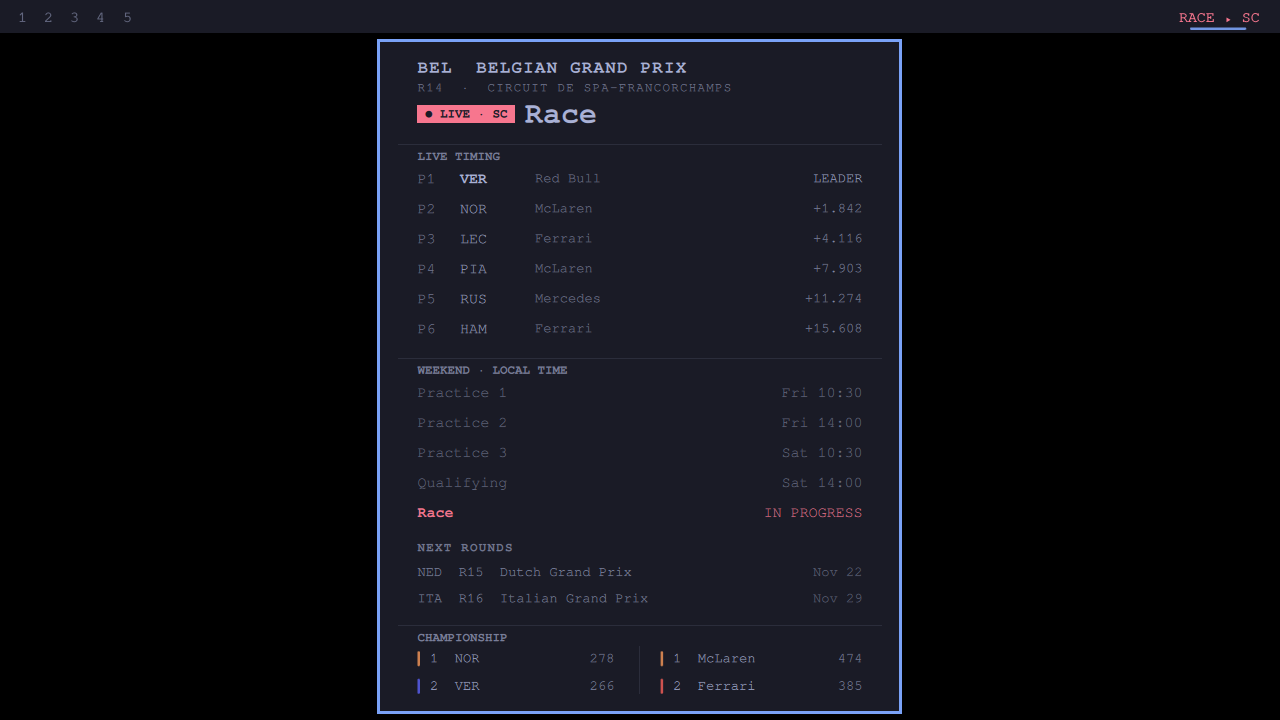 1 2 3 4 5 RACE ▸ SC
BEL BELGIAN GRAND PRIX
R14 · CIRCUIT DE SPA-FRANCORCHAMPS
● LIVE · SC Race
LIVE TIMING
P1 VER Red Bull LEADER
P2 NOR McLaren +1.842
P3 LEC Ferrari +4.116
P4 PIA McLaren +7.903
P5 RUS Mercedes +11.274
P6 HAM Ferrari +15.608
WEEKEND · LOCAL TIME
Practice 1 Fri 10:30
Practice 2 Fri 14:00
Practice 3 Sat 10:30
Qualifying Sat 14:00
Race IN PROGRESS
NEXT ROUNDS
NED R15 Dutch Grand Prix Nov 22
ITA R16 Italian Grand Prix Nov 29
CHAMPIONSHIP
1 NOR 278 1 McLaren 474
2 VER 266 2 Ferrari 385